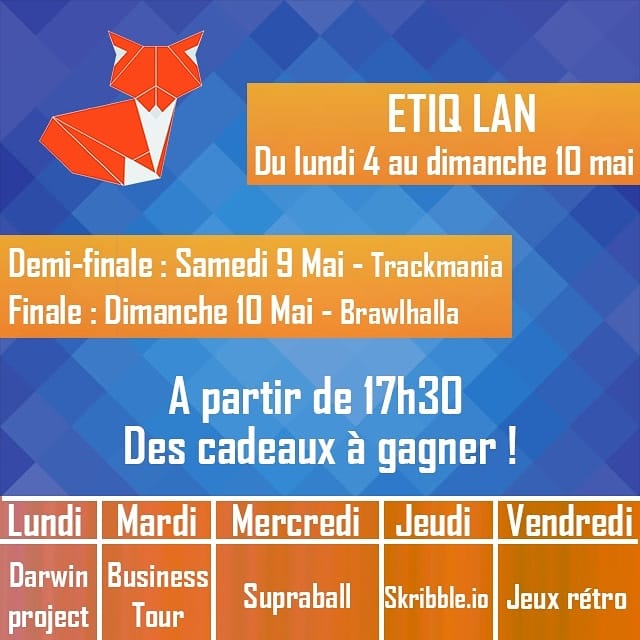 ETIQ LAN
Du lundi 4 au dimanche 10 mai
Demi-finale : Samedi 9 Mai - Trackmania
Finale : Dimanche 10 Mai - Brawlhalla
A partir de 17h30
Des cadeaux à gagner !
Lundi Mardi Mercredi Jeudi Vendredi
Darwin Business
Supraball Skribble.io Jeux rétro
project Tour